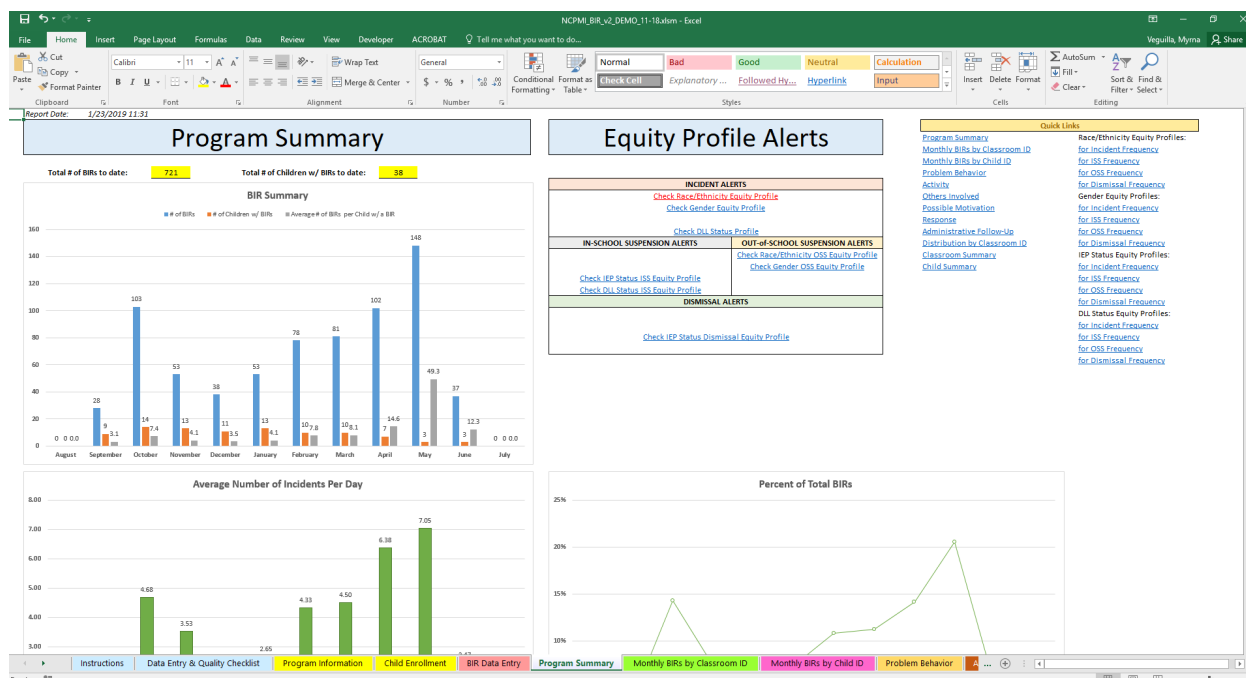 NCPMI_BIR_v2_DEMO_11-18.xlsm - Excel
File Home Insert Page Layout Formulas Data Review View Developer ACROBAT Tell me what you want to do... Veguilla, Myrna Share
Paste
Cut
Copy
Format Painter
Calibri 11
B I U
Wrap Text
Merge & Center
General
$ % ,
Conditional Formatting
Format as Table
Normal Bad Good Neutral Calculation
Check Cell Explanatory ... Followed Hy... Hyperlink Input
Insert Delete Format
AutoSum
Fill
Clear
Sort & Filter
Find & Select
Clipboard Font Alignment Number Styles Cells Editing
Report Date: 1/23/2019 11:31
Program Summary
Total # of BIRs to date: 721 Total # of Children w/ BIRs to date: 38
BIR Summary
# of BIRs # of Children w/ BIRs Average # of BIRs per Child w/ a BIR
160
140
120
100
80
60
40
20
0
0 0 0.0
28 9 3.1
103 14 7.4
53 13 4.1
38 11 3.5
53 13 4.1
78 10 7.8
81 10 8.1
102 7 14.6
148 3 49.3
37 3 12.3
0 0 0.0
August September October November December January February March April May June July
Equity Profile Alerts
INCIDENT ALERTS
Check Race/Ethnicity Equity Profile
Check Gender Equity Profile
Check DLL Status Profile
IN-SCHOOL SUSPENSION ALERTS OUT-of-SCHOOL SUSPENSION ALERTS
Check Race/Ethnicity OSS Equity Profile
Check Gender OSS Equity Profile
Check IEP Status ISS Equity Profile
Check DLL Status ISS Equity Profile
DISMISSAL ALERTS
Check IEP Status Dismissal Equity Profile
Quick Links
Program Summary
Monthly BIRs by Classroom ID
Monthly BIRs by Child ID
Problem Behavior
Activity
Others Involved
Possible Motivation
Response
Administrative Follow-Up
Distribution by Classroom ID
Classroom Summary
Child Summary
Race/Ethnicity Equity Profiles:
for Incident Frequency
for ISS Frequency
for OSS Frequency
for Dismissal Frequency
Gender Equity Profiles:
for Incident Frequency
for ISS Frequency
for OSS Frequency
for Dismissal Frequency
IEP Status Equity Profiles:
for Incident Frequency
for ISS Frequency
for OSS Frequency
for Dismissal Frequency
DLL Status Equity Profiles:
for Incident Frequency
for ISS Frequency
for OSS Frequency
for Dismissal Frequency
Average Number of Incidents Per Day
8.00
7.00
6.00
5.00
4.00
3.00
4.68
3.53
2.65
4.33
4.50
6.38
7.05
Percent of Total BIRs
25%
20%
15%
10%
Instructions Data Entry & Quality Checklist Program Information Child Enrollment BIR Data Entry Program Summary Monthly BIRs by Classroom ID Monthly BIRs by Child ID Problem Behavior A ...